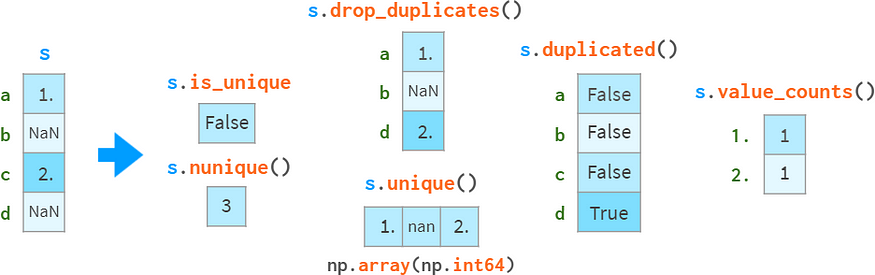 s
a 1.
b NaN
c 2.
d NaN
s.is_unique
False
s.nunique()
3
s.drop_duplicates()
a 1.
b NaN
d 2.
s.unique()
1. nan 2.
np.array(np.int64)
s.duplicated()
a False
b False
c False
d True
s.value_counts()
1. 1
2. 1